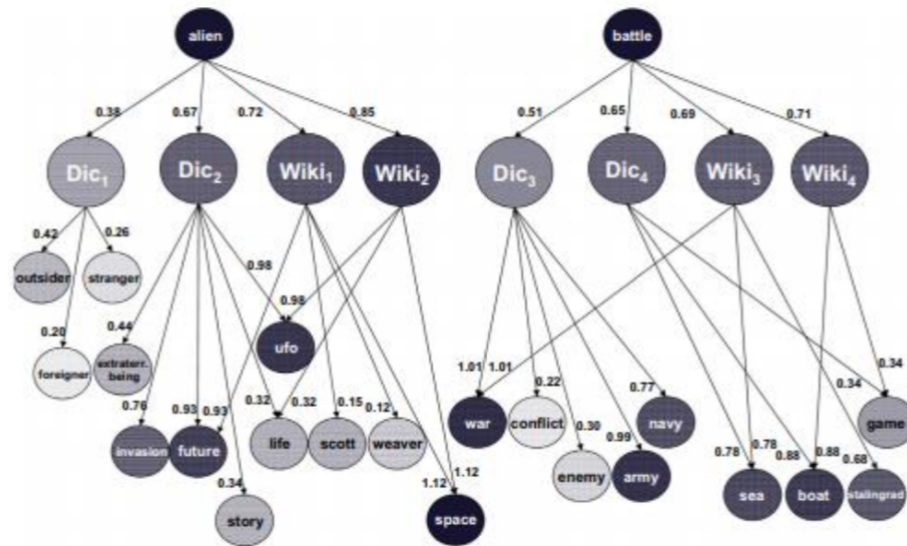 alien battle
0.38 0.67 0.72 0.85 0.51 0.65 0.69 0.71
Dic1 Dic2 Wiki1 Wiki2 Dic3 Dic4 Wiki3 Wiki4
0.42 0.26
outsider stranger
0.98
0.98
0.20 0.44
ufo
foreigner extraterr. being
1.01 1.01 0.22 0.77 0.34 0.34
0.76 0.93 0.93 0.32 0.32 0.15 0.12
war conflict navy game
0.30 0.99
invasion future life scott weaver
0.78 0.78 0.88 0.88 0.68
1.12
0.34 1.12
enemy army
sea boat stalingrad
story space